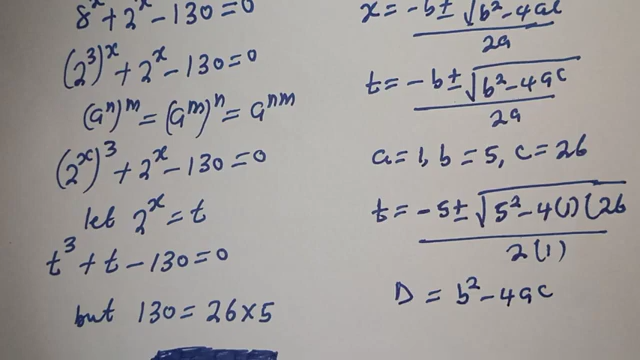 8^x + 2^x - 130 = 0
(2^3)^x + 2^x - 130 = 0
(a^n)^m = (a^m)^n = a^nm
(2^x)^3 + 2^x - 130 = 0
let 2^x = t
t^3 + t - 130 = 0
but 130 = 26×5
x = -b ± √b^2-4ac
2a
t = -b ± √b^2-4ac
2a
a = 1, b = 5, c = 26
t = -5 ± √5^2-4(1)(26
2(1)
D = b^2-4ac